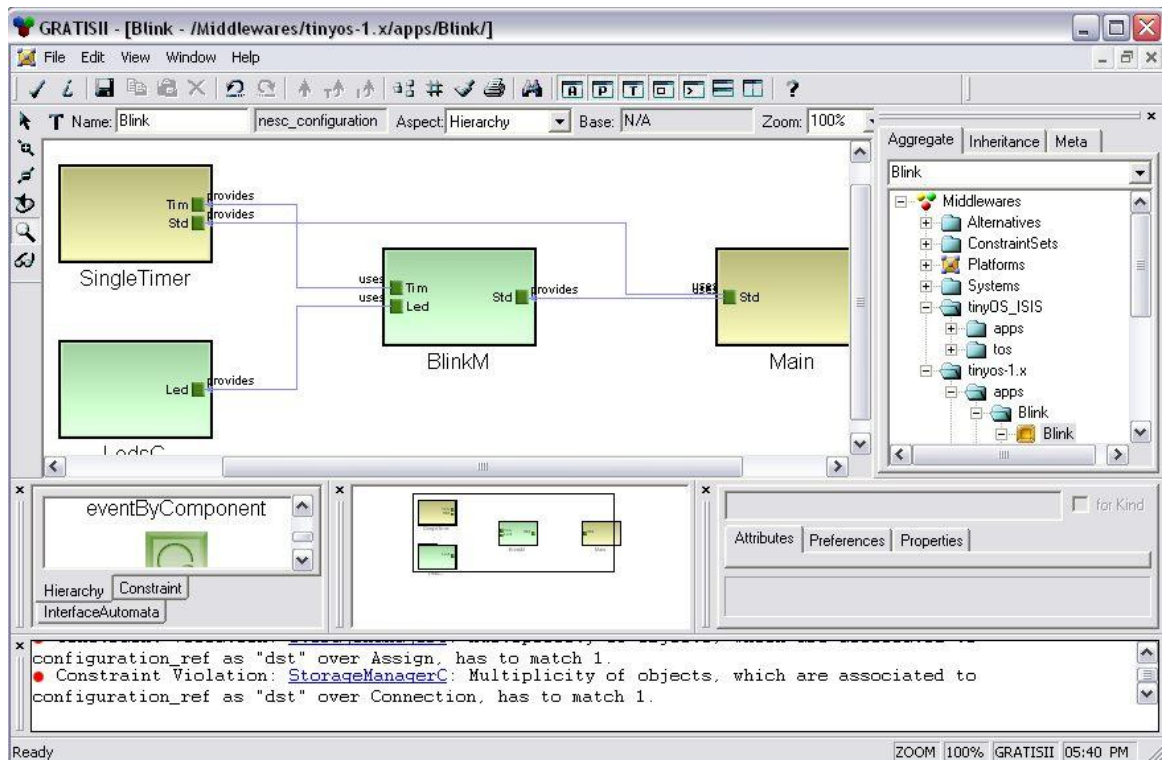 GRATISII - [Blink - /Middlewares/tinyos-1.x/apps/Blink/]
File Edit View Window Help
Name: Blink nesc_configuration Aspect: Hierarchy Base: N/A Zoom: 100%
Aggregate Inheritance Meta
Blink
Middlewares
Alternatives
ConstraintSets
Platforms
Systems
tinyOS_ISIS
apps
tos
tinyos-1.x
apps
Blink
Blink
Tim provides
Std provides
SingleTimer
uses Tim
uses Led
Std provides
BlinkM
uses Std
Main
Led provides
LedsC
eventByComponent
Hierarchy Constraint
InterfaceAutomata
for Kind
Attributes Preferences Properties
configuration_ref as "dst" over Assign, has to match 1.
Constraint Violation: StorageManagerC: Multiplicity of objects, which are associated to
configuration_ref as "dst" over Connection, has to match 1.
Ready ZOOM 100% GRATISII 05:40 PM